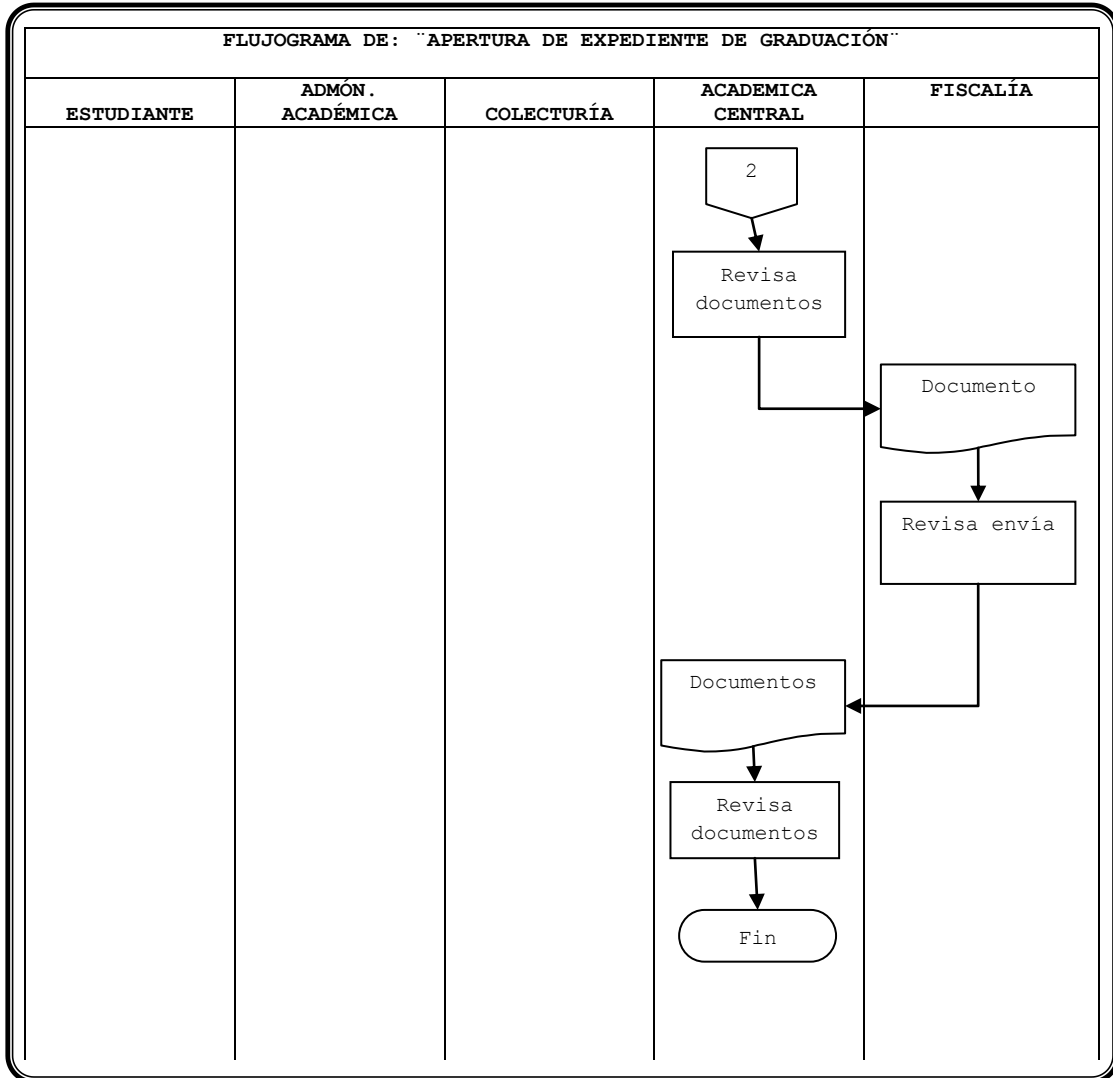 FLUJOGRAMA DE: ¨APERTURA DE EXPEDIENTE DE GRADUACIÓN¨
ESTUDIANTE
ADMÓN.
ACADÉMICA
COLECTURÍA
ACADEMICA
CENTRAL
FISCALÍA
2
Revisa
documentos
Documento
Revisa envía
Documentos
Revisa
documentos
Fin